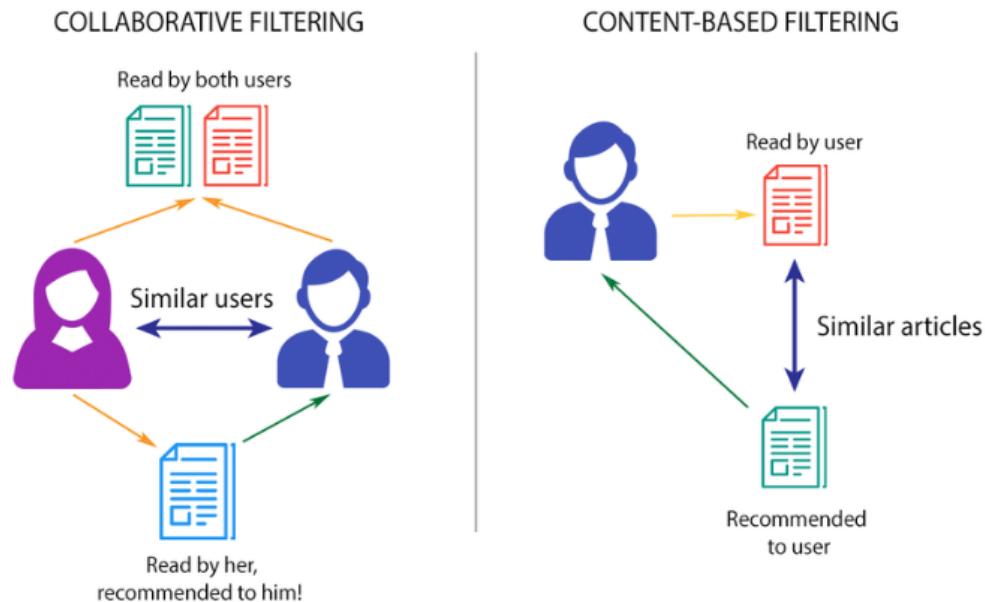 COLLABORATIVE FILTERING
Read by both users
Similar users
Read by her,
recommended to him!
CONTENT-BASED FILTERING
Read by user
Similar articles
Recommended
to user